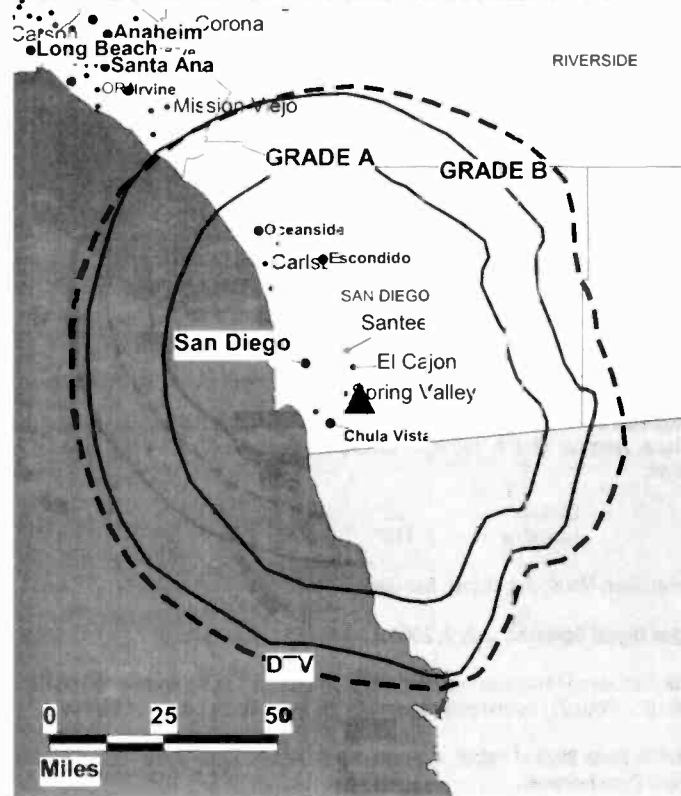 Corona
Anaheim
Long Beach
Santa Ana
Irvine
Mission Viejo
RIVERSIDE
GRADE A
GRADE B
Oceanside
Escondido
SAN DIEGO
Santee
San Diego
El Cajon
Spring Valley
Chula Vista
DTV
0 25 50
Miles